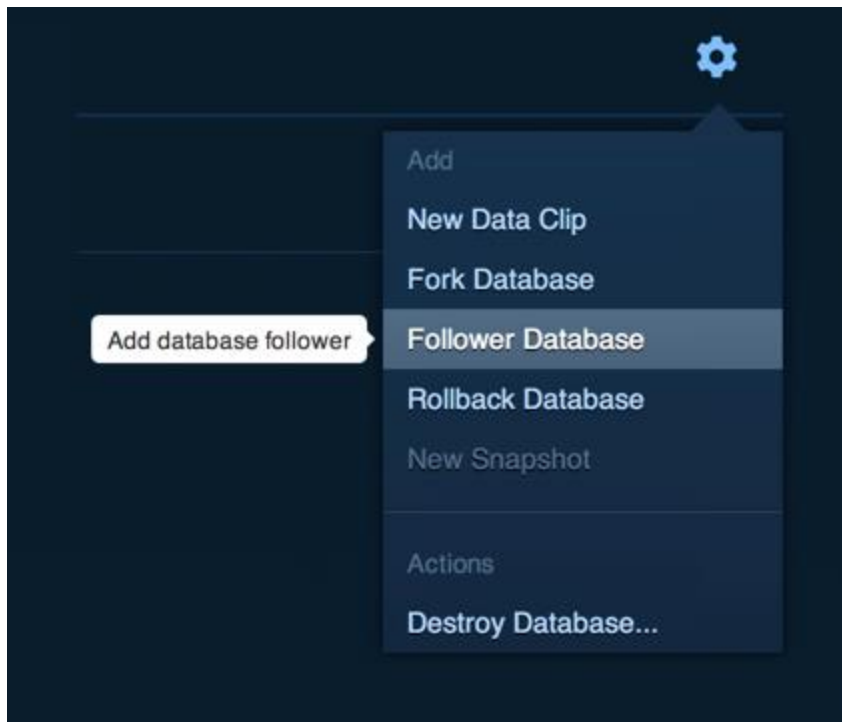 Add
New Data Clip
Fork Database
Add database follower
Follower Database
Rollback Database
New Snapshot
Actions
Destroy Database...